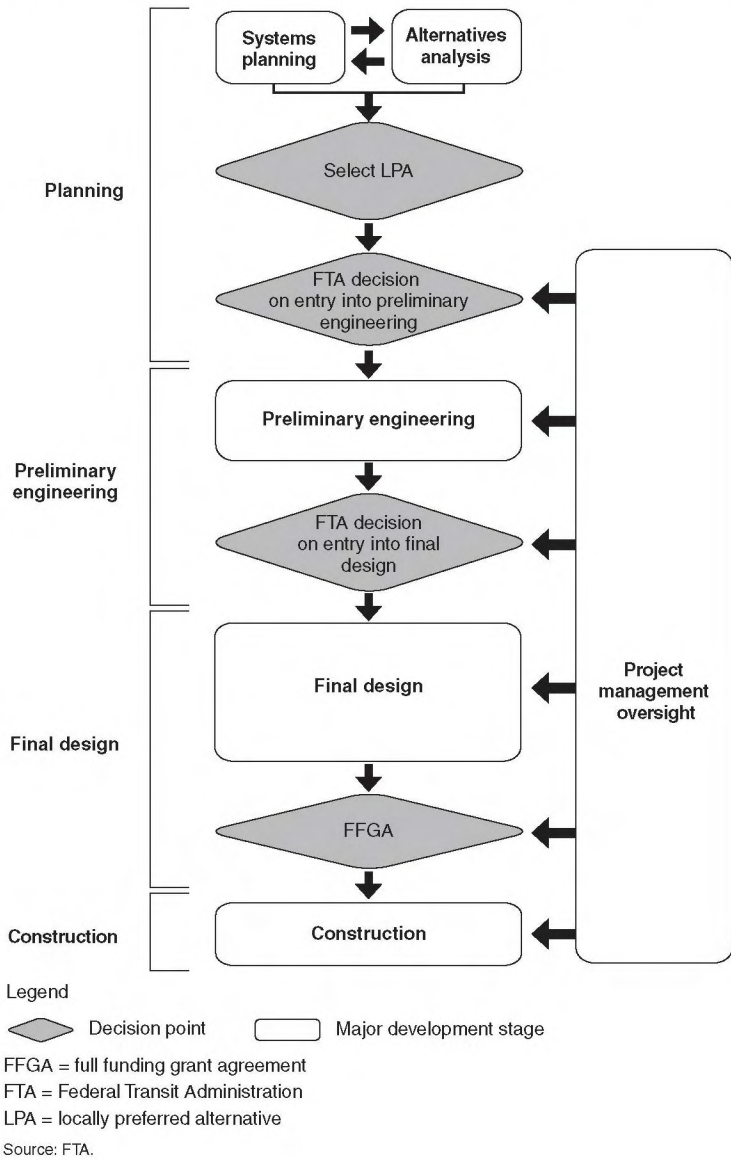 Systems
planning
Alternatives
analysis
Select LPA
Planning
FTA decision
on entry into preliminary
engineering
Preliminary engineering
Preliminary
engineering
FTA decision
on entry into final
design
Final design
Project
management
oversight
Final design
FFGA
Construction
Construction
Legend
Decision point
Major development stage
FFGA = full funding grant agreement
FTA = Federal Transit Administration
LPA = locally preferred alternative
Source: FTA.